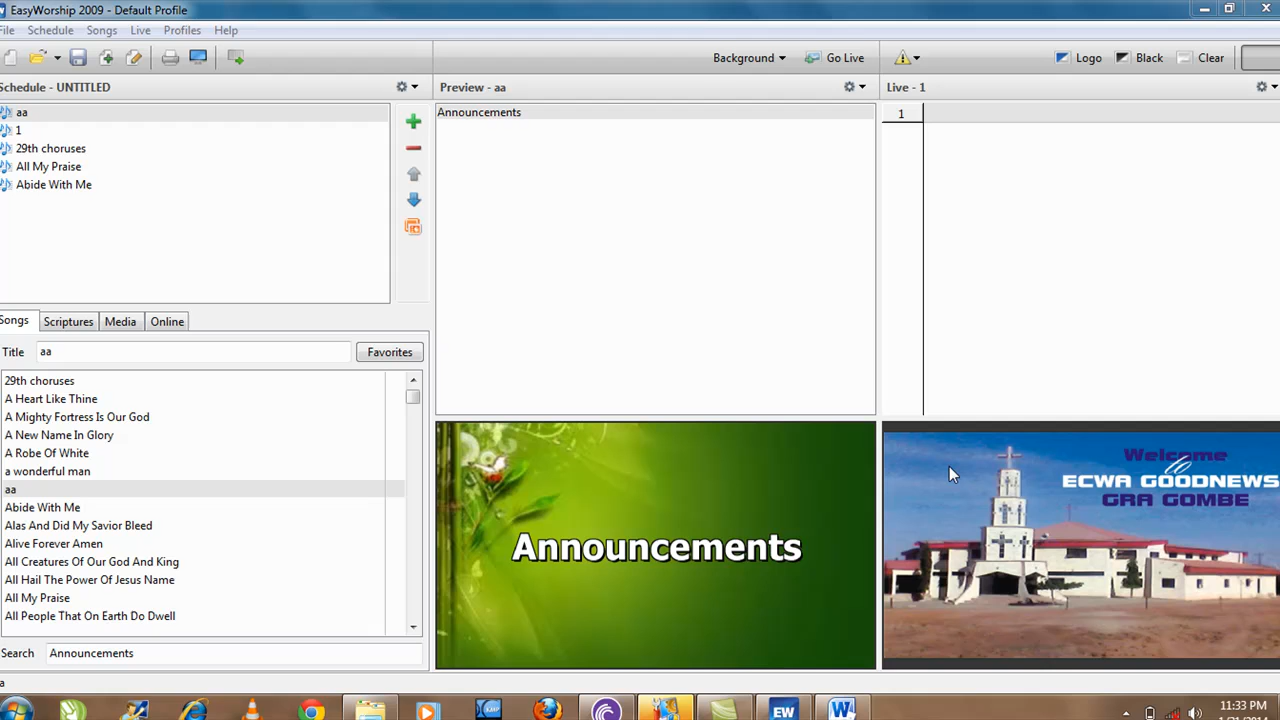 EasyWorship 2009 - Default Profile
File Schedule Songs Live Profiles Help
Background Go Live Logo Black Clear
Schedule - UNTITLED
aa
1
29th choruses
All My Praise
Abide With Me
Preview - aa
Announcements
Live - 1
1
Songs Scriptures Media Online
Title aa Favorites
29th choruses
A Heart Like Thine
A Mighty Fortress Is Our God
A New Name In Glory
A Robe Of White
a wonderful man
aa
Abide With Me
Alas And Did My Savior Bleed
Alive Forever Amen
All Creatures Of Our God And King
All Hail The Power Of Jesus Name
All My Praise
All People That On Earth Do Dwell
Search Announcements
Announcements
Welcome
to
ECWA GOODNEWS
GRA GOMBE
a
EW
W
11:33 PM